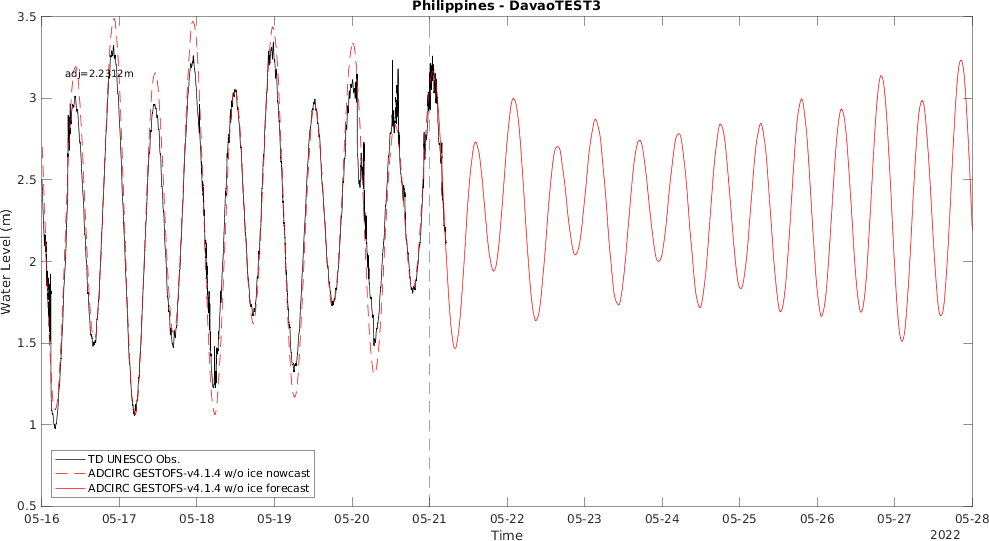 Philippines - DavaoTEST3
3.5
3
2.5
2
1.5
1
0.5
Water Level (m)
adj=2.2312m
TD UNESCO Obs.
ADCIRC GESTOFS-v4.1.4 w/o ice nowcast
ADCIRC GESTOFS-v4.1.4 w/o ice forecast
05-16 05-17 05-18 05-19 05-20 05-21 05-22 05-23 05-24 05-25 05-26 05-27 05-28
Time
2022